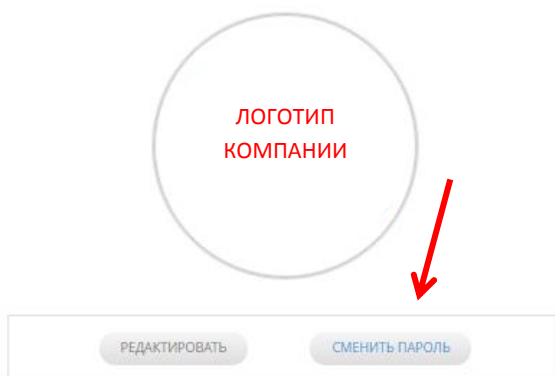 ЛОГОТИП
КОМПАНИИ
РЕДАКТИРОВАТЬ
СМЕНИТЬ ПАРОЛЬ